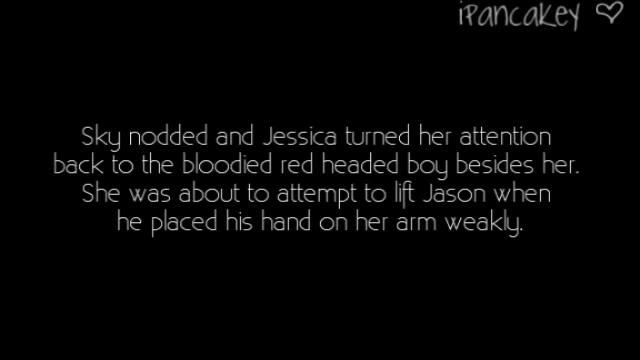 iPancakey ♡
Sky nodded and Jessica turned her attention
back to the bloodied red headed boy besides her.
She was about to attempt to lift Jason when
he placed his hand on her arm weakly.